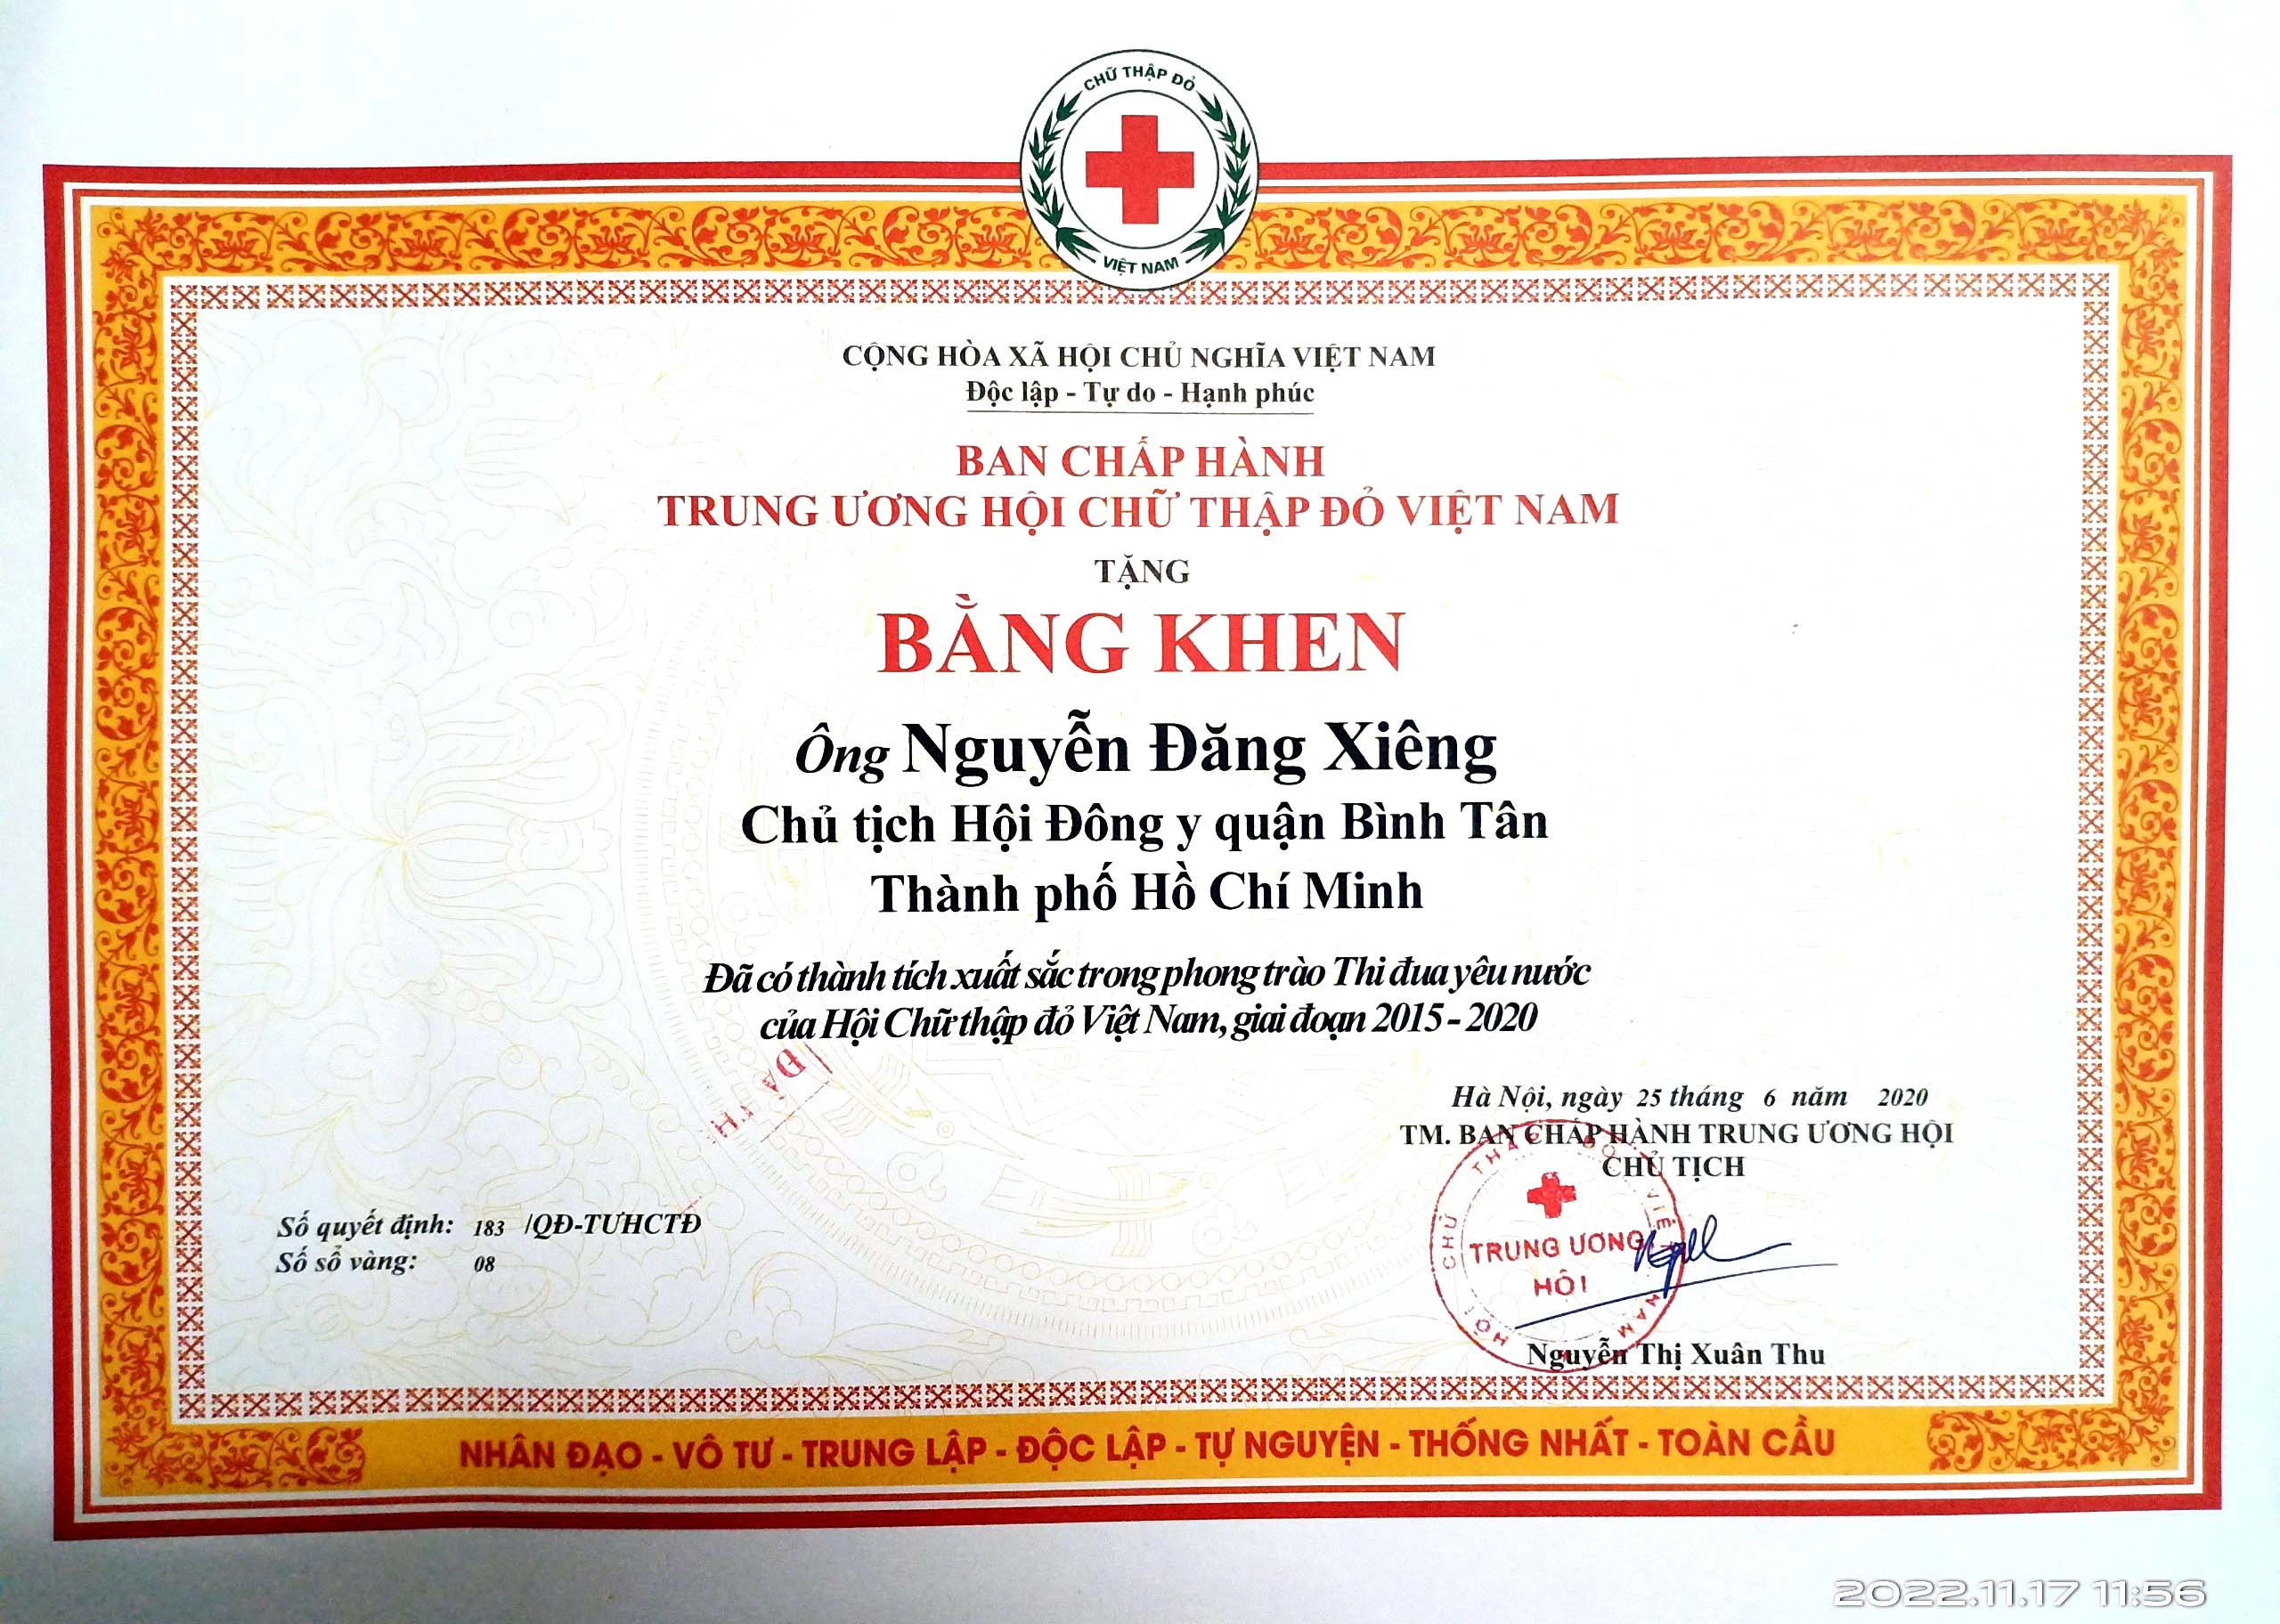 CHỮ THẬP ĐỎ
VIỆT NAM
CỘNG HÒA XÃ HỘI CHỦ NGHĨA VIỆT NAM
Độc lập - Tự do - Hạnh phúc
BAN CHẤP HÀNH
TRUNG ƯƠNG HỘI CHỮ THẬP ĐỎ VIỆT NAM
TẶNG
BẰNG KHEN
Ông Nguyễn Đăng Xiêng
Chủ tịch Hội Đông y quận Bình Tân
Thành phố Hồ Chí Minh
Đã có thành tích xuất sắc trong phong trào Thi đua yêu nước
của Hội Chữ thập đỏ Việt Nam, giai đoạn 2015 - 2020
Hà Nội, ngày 25 tháng 6 năm 2020
TM. BAN CHẤP HÀNH TRUNG ƯƠNG HỘI
CHỦ TỊCH
HỘI CHỮ THẬP ĐỎ VIỆT NAM
TRUNG ƯƠNG
HỘI
Số quyết định: 183 /QĐ-TƯHCTĐ
Số sổ vàng: 08
Nguyễn Thị Xuân Thu
NHÂN ĐẠO - VÔ TƯ - TRUNG LẬP - ĐỘC LẬP - TỰ NGUYỆN - THỐNG NHẤT - TOÀN CẦU
2022.11.17 11:56